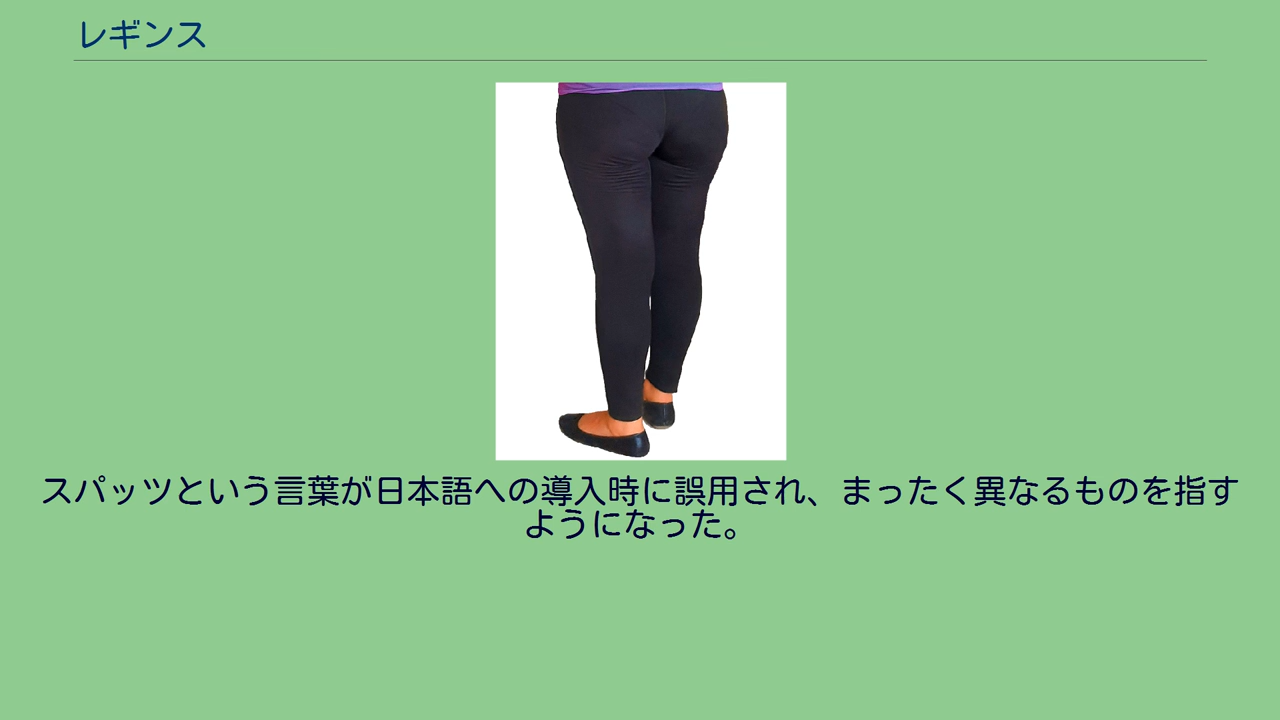 レギンス
スパッツという言葉が日本語への導入時に誤用され、まったく異なるものを指す
ようになった。